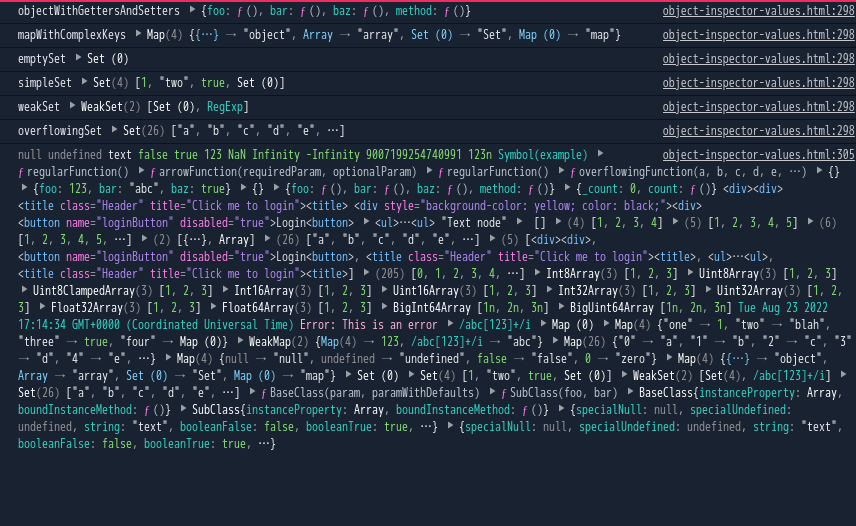 objectWithGettersAndSetters ▶{foo: ƒ (), bar: ƒ (), baz: ƒ (), method: ƒ ()} object-inspector-values.html:298
mapWithComplexKeys ▶Map(4) {{…} → "object", Array → "array", Set (0) → "Set", Map (0) → "map"} object-inspector-values.html:298
emptySet ▶Set (0) object-inspector-values.html:298
simpleSet ▶Set(4) [1, "two", true, Set (0)] object-inspector-values.html:298
weakSet ▶WeakSet(2) [Set (0), RegExp] object-inspector-values.html:298
overflowingSet ▶Set(26) ["a", "b", "c", "d", "e", …] object-inspector-values.html:298
null undefined text false true 123 NaN Infinity -Infinity 9007199254740991 123n Symbol(example) ▶ object-inspector-values.html:305
ƒ regularFunction() ▶ƒ arrowFunction(requiredParam, optionalParam) ▶ƒ regularFunction() ▶ƒ overflowingFunction(a, b, c, d, e, …) ▶{}
▶{foo: 123, bar: "abc", baz: true} ▶{} ▶{foo: ƒ (), bar: ƒ (), baz: ƒ (), method: ƒ ()} ▶{_count: 0, count: ƒ ()} <div><div>
<title class="Header" title="Click me to login"><title> <div style="background-color: yellow; color: black;"><div>
<button name="loginButton" disabled="true">Login<button> ▶<ul>…<ul> "Text node" ▶ [] ▶(4) [1, 2, 3, 4] ▶(5) [1, 2, 3, 4, 5] ▶(6)
[1, 2, 3, 4, 5, …] ▶(2) [{…}, Array] ▶(26) ["a", "b", "c", "d", "e", …] ▶(5) [<div><div>,
<button name="loginButton" disabled="true">Login<button>, <title class="Header" title="Click me to login"><title>, <ul>…<ul>,
<title class="Header" title="Click me to login"><title>] ▶(205) [0, 1, 2, 3, 4, …] ▶Int8Array(3) [1, 2, 3] ▶Uint8Array(3) [1, 2, 3]
▶Uint8ClampedArray(3) [1, 2, 3] ▶Int16Array(3) [1, 2, 3] ▶Uint16Array(3) [1, 2, 3] ▶Int32Array(3) [1, 2, 3] ▶Uint32Array(3) [1, 2,
3] ▶Float32Array(3) [1, 2, 3] ▶Float64Array(3) [1, 2, 3] ▶BigInt64Array [1n, 2n, 3n] ▶BigUint64Array [1n, 2n, 3n] Tue Aug 23 2022
17:14:34 GMT+0000 (Coordinated Universal Time) Error: This is an error ▶/abc[123]+/i ▶Map (0) ▶Map(4) {"one" → 1, "two" → "blah",
"three" → true, "four" → Map (0)} ▶WeakMap(2) {Map(4) → 123, /abc[123]+/i → "abc"} ▶Map(26) {"0" → "a", "1" → "b", "2" → "c", "3"
→ "d", "4" → "e", …} ▶Map(4) {null → "null", undefined → "undefined", false → "false", 0 → "zero"} ▶Map(4) {{…} → "object",
Array → "array", Set (0) → "Set", Map (0) → "map"} ▶Set (0) ▶Set(4) [1, "two", true, Set (0)] ▶WeakSet(2) [Set(4), /abc[123]+/i] ▶
Set(26) ["a", "b", "c", "d", "e", …] ▶ƒ BaseClass(param, paramWithDefaults) ▶ƒ SubClass(foo, bar) ▶BaseClass{instanceProperty: Array,
boundInstanceMethod: ƒ ()} ▶SubClass{instanceProperty: Array, boundInstanceMethod: ƒ ()} ▶{specialNull: null, specialUndefined:
undefined, string: "text", booleanFalse: false, booleanTrue: true, …} ▶{specialNull: null, specialUndefined: undefined, string: "text",
booleanFalse: false, booleanTrue: true, …}